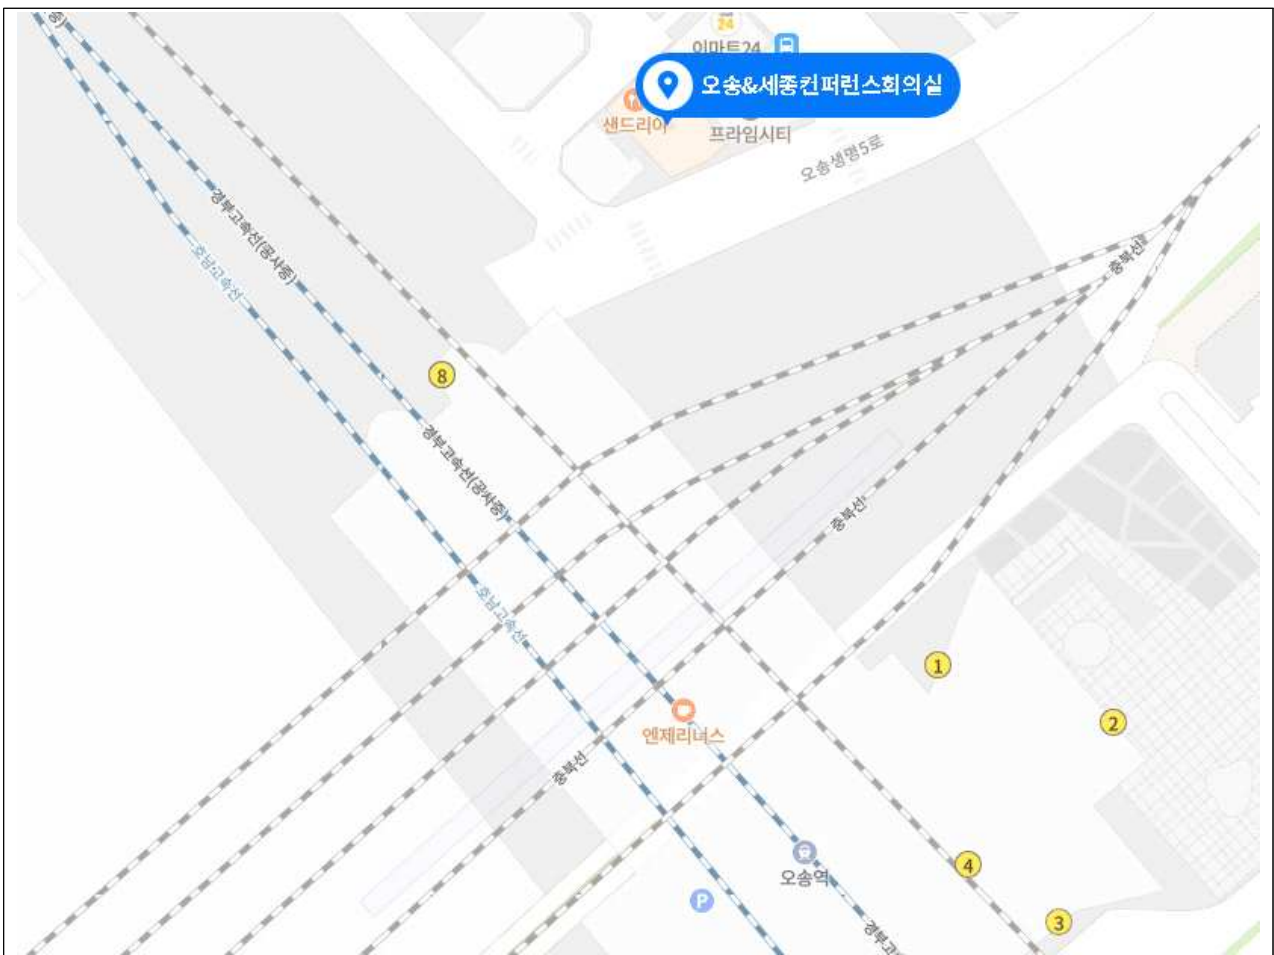 24
이마트24
오송&세종컨퍼런스회의실
샌드리아
프라임시티
오송생명5로
경부고속선(공사중)
호남고속선
충북선
8
경부고속선(공사중)
충북선
호남고속선
1
2
엔제리너스
충북선
4
오송역
P
3